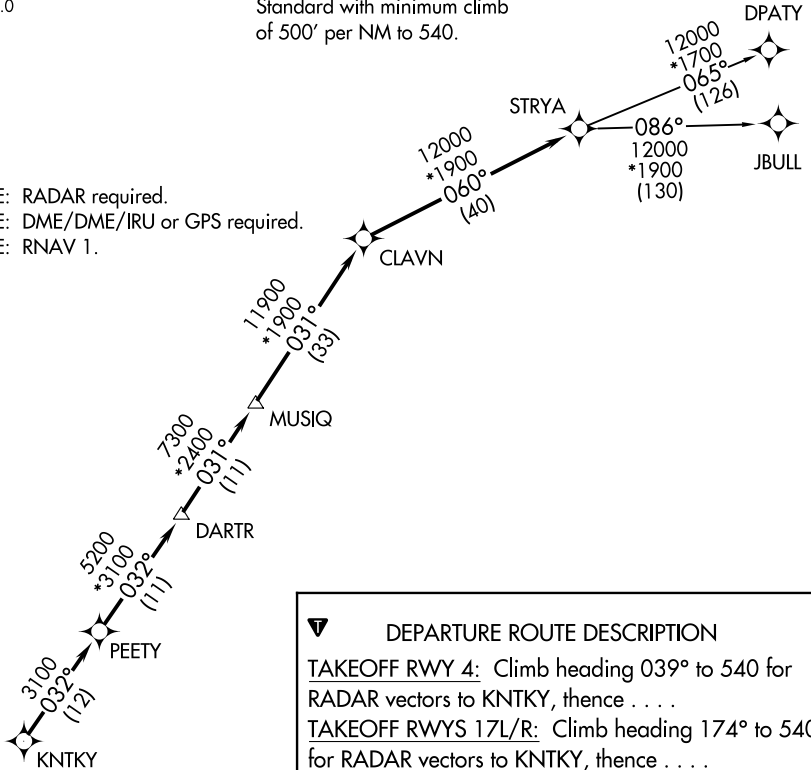 .0
Standard with minimum climb
of 500' per NM to 540.
DPATY
12000
*1700
065°
(126)
STRYA
086°
12000
*1900
(130)
JBULL
12000
*1900
060°
(40)
E: RADAR required.
E: DME/DME/IRU or GPS required.
E: RNAV 1.
CLAVN
11900
*1900
031°
(33)
MUSIQ
7300
*2400
031°
(11)
DARTR
5200
*3100
032°
(11)
PEETY
3100
032°
(12)
KNTKY
T
DEPARTURE ROUTE DESCRIPTION
TAKEOFF RWY 4: Climb heading 039° to 540 for
RADAR vectors to KNTKY, thence . . . .
TAKEOFF RWYS 17L/R: Climb heading 174° to 540
for RADAR vectors to KNTKY, thence . . . .